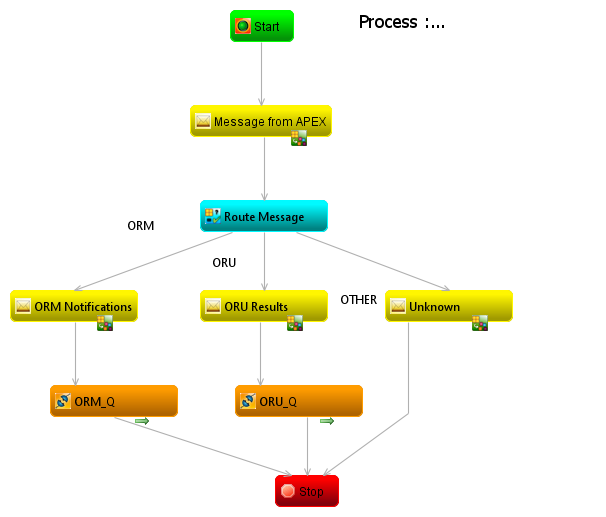 Start
Process :...
Message from APEX
Route Message
ORM
ORU
OTHER
ORM Notifications
ORU Results
Unknown
ORM_Q
ORU_Q
Stop